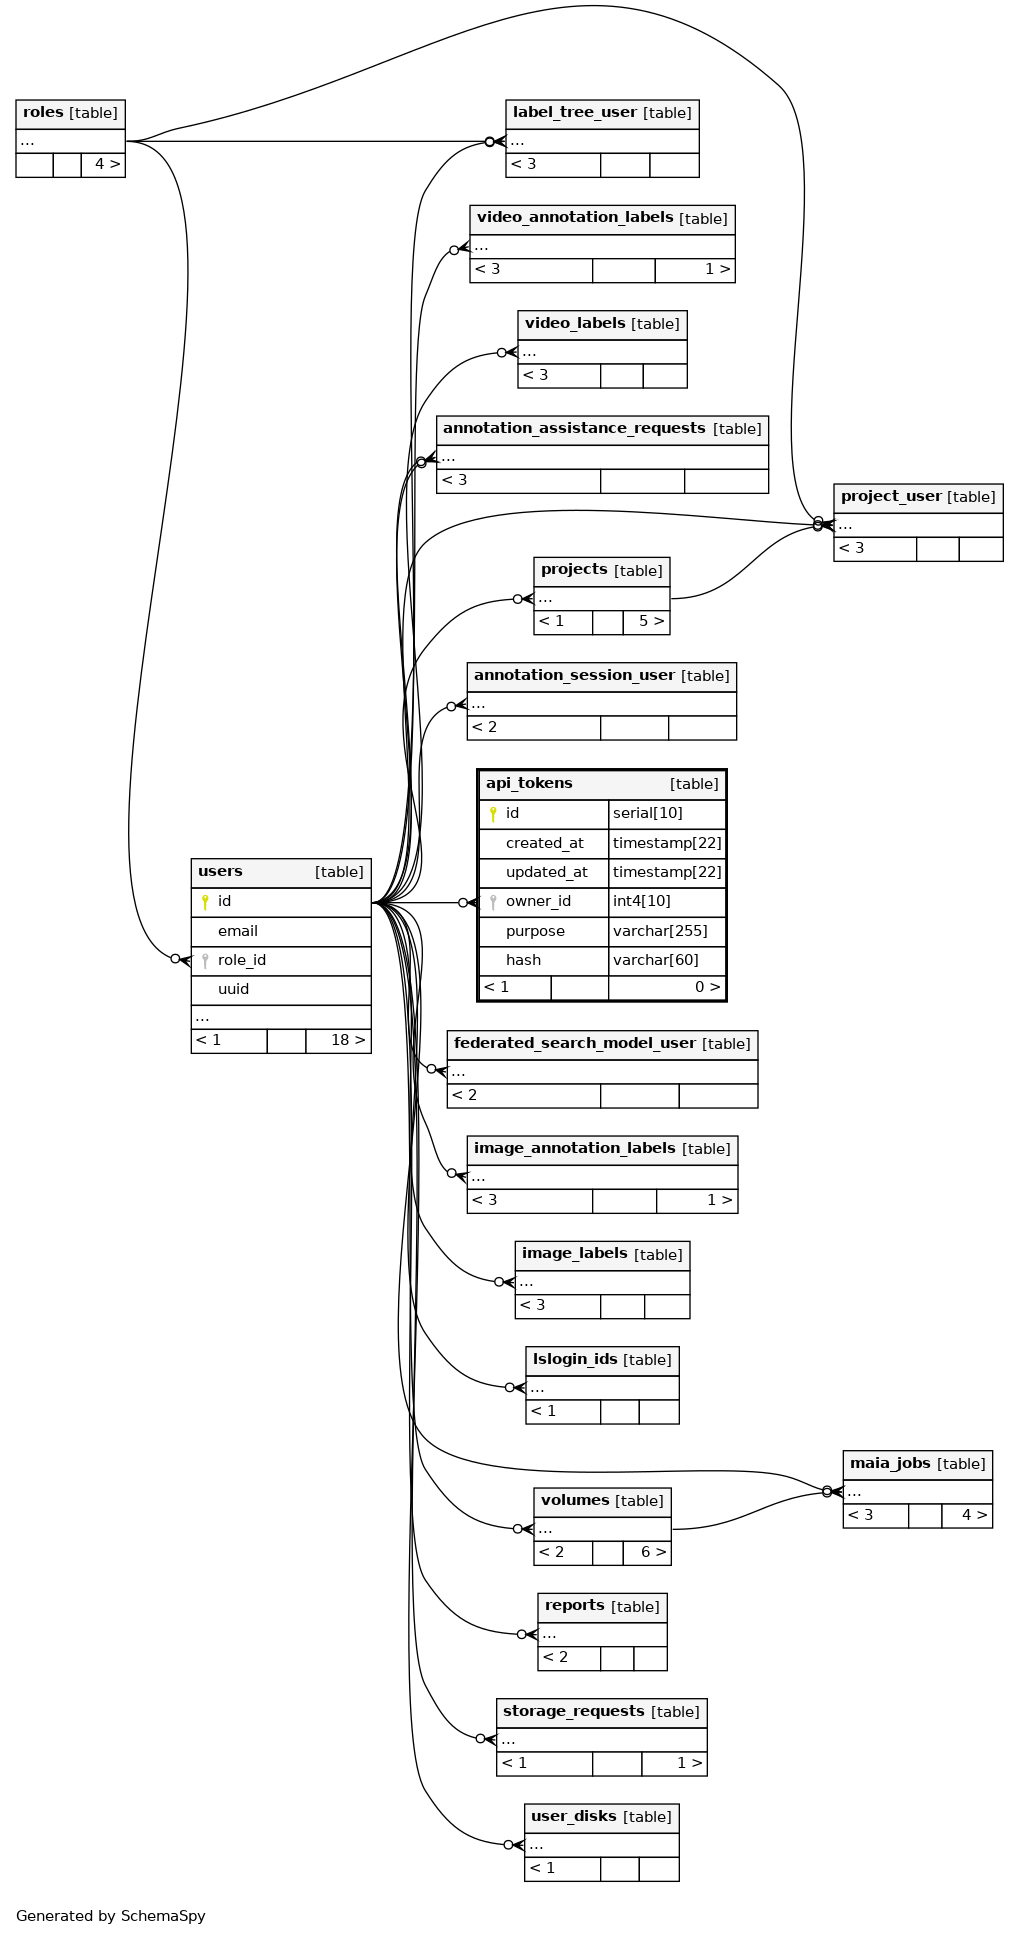 roles [table]
...
4 >
label_tree_user [table]
...
< 3
video_annotation_labels [table]
...
< 3 1 >
video_labels [table]
...
< 3
annotation_assistance_requests [table]
...
< 3
project_user [table]
...
< 3
projects [table]
...
< 1 5 >
annotation_session_user [table]
...
< 2
api_tokens [table]
id serial[10]
created_at timestamp[22]
updated_at timestamp[22]
owner_id int4[10]
purpose varchar[255]
hash varchar[60]
< 1 0 >
users [table]
id
email
role_id
uuid
...
< 1 18 >
federated_search_model_user [table]
...
< 2
image_annotation_labels [table]
...
< 3 1 >
image_labels [table]
...
< 3
lslogin_ids [table]
...
< 1
maia_jobs [table]
...
< 3 4 >
volumes [table]
...
< 2 6 >
reports [table]
...
< 2
storage_requests [table]
...
< 1 1 >
user_disks [table]
...
< 1
Generated by SchemaSpy